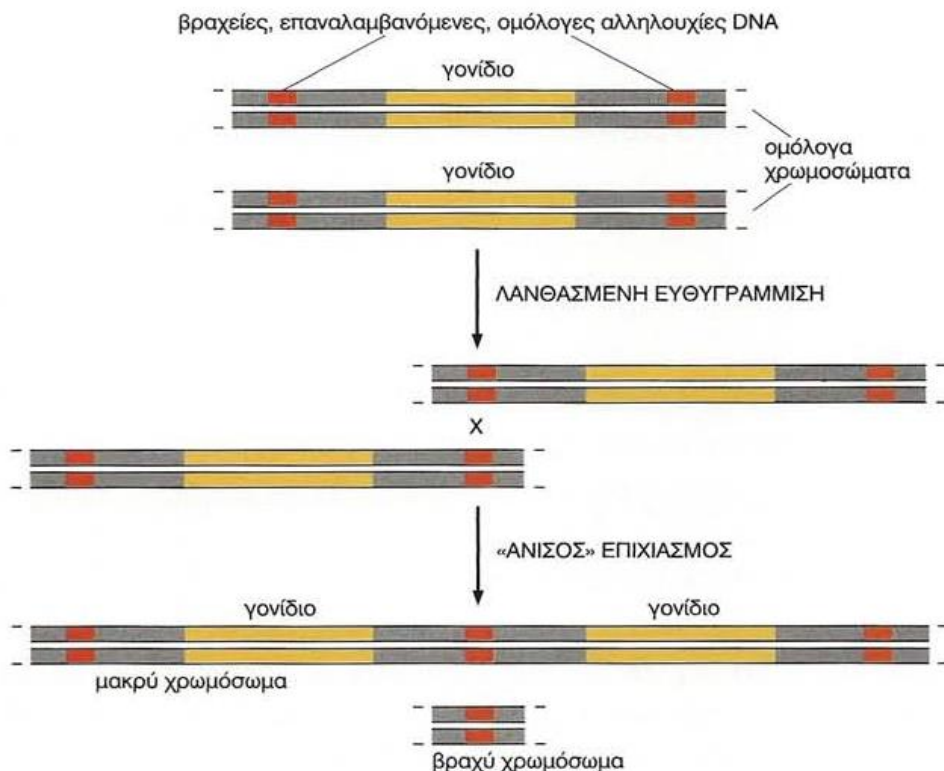 βραχείες, επαναλαμβανόμενες, ομόλογες αλληλουχίες DNA
γονίδιο
ομόλογα
χρωμοσώματα
γονίδιο
ΛΑΝΘΑΣΜΕΝΗ ΕΥΘΥΓΡΑΜΜΙΣΗ
X
«ΑΝΙΣΟΣ» ΕΠΙΧΙΑΣΜΟΣ
γονίδιο γονίδιο
μακρύ χρωμόσωμα
βραχύ χρωμόσωμα